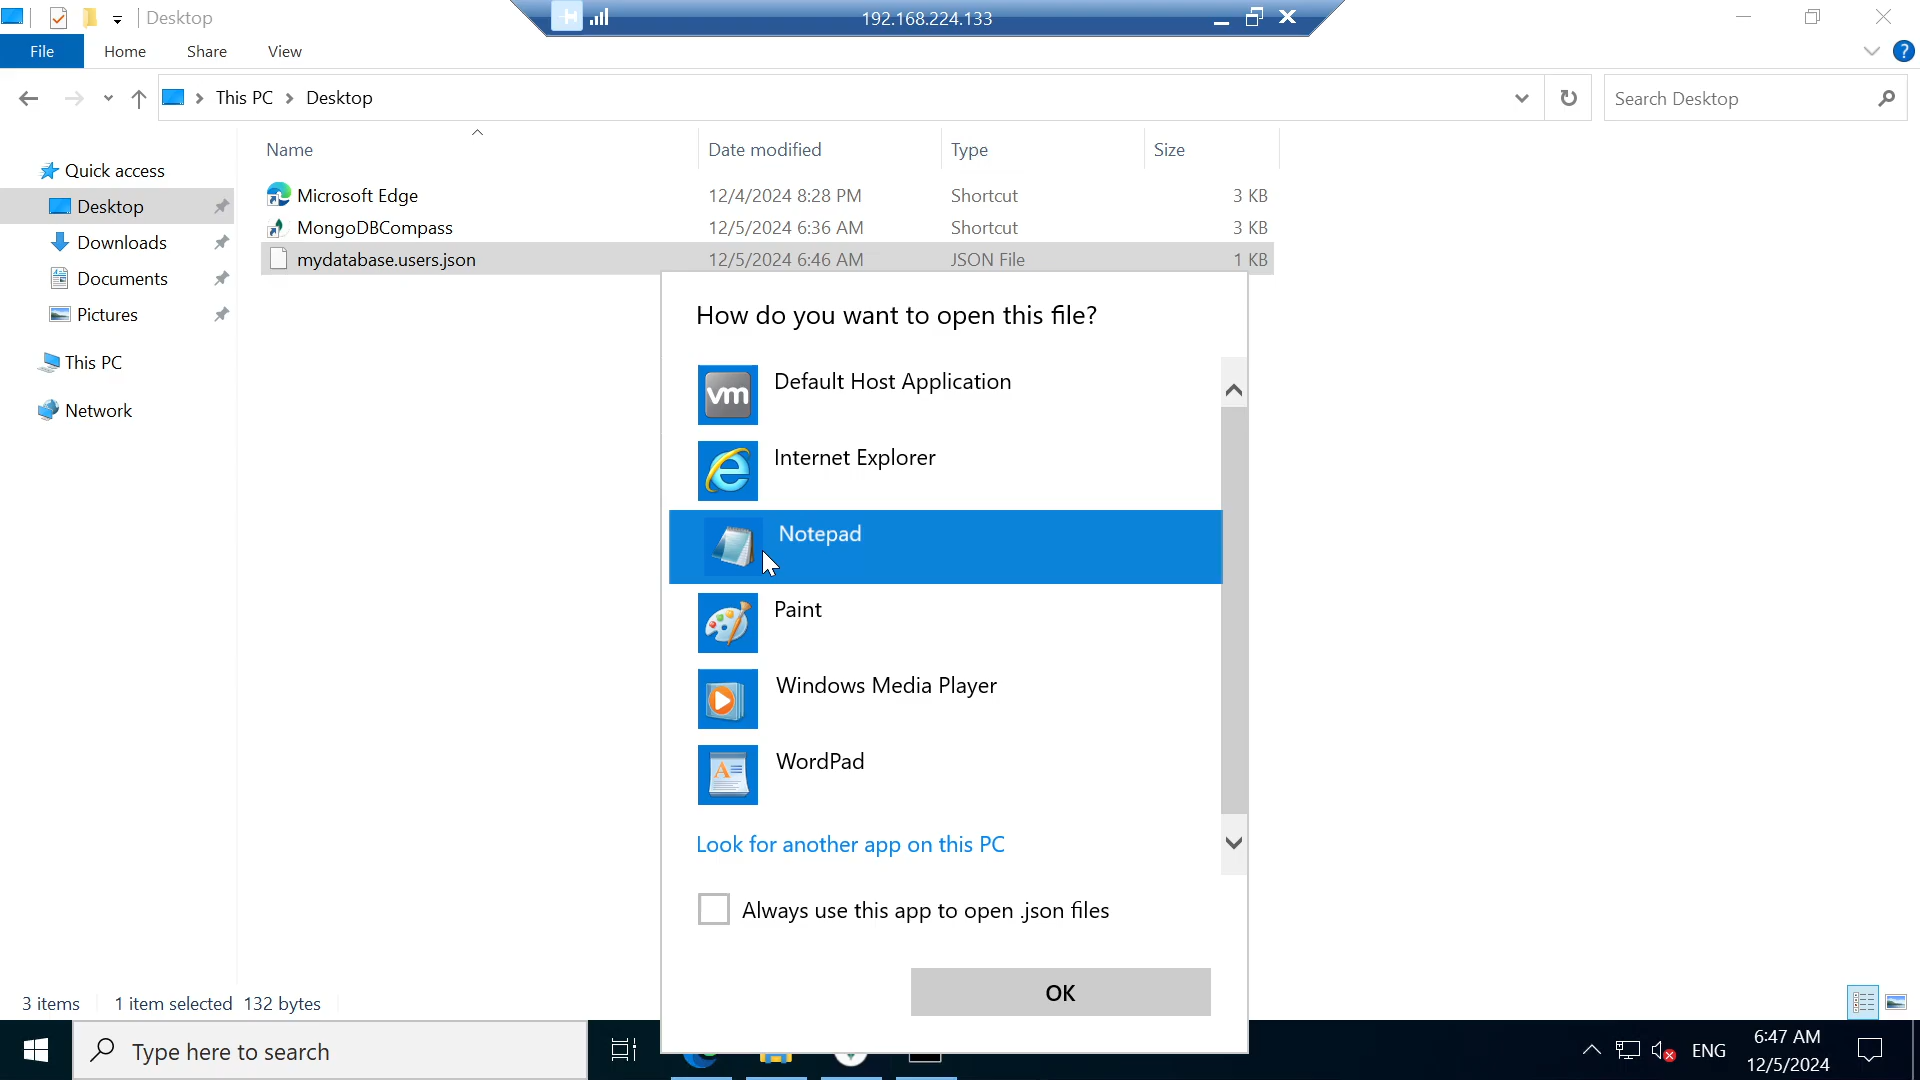 Desktop
192.168.224.133
File Home Share View
This PC > Desktop
Search Desktop
Name Date modified Type Size
Quick access
Desktop
Downloads
Documents
Pictures
This PC
Network
Microsoft Edge 12/4/2024 8:28 PM Shortcut 3 KB
MongoDBCompass 12/5/2024 6:36 AM Shortcut 3 KB
mydatabase.users.json 12/5/2024 6:46 AM JSON File 1 KB
How do you want to open this file?
vm Default Host Application
Internet Explorer
Notepad
Paint
Windows Media Player
WordPad
Look for another app on this PC
Always use this app to open .json files
OK
3 items 1 item selected 132 bytes
Type here to search
ENG
6:47 AM
12/5/2024